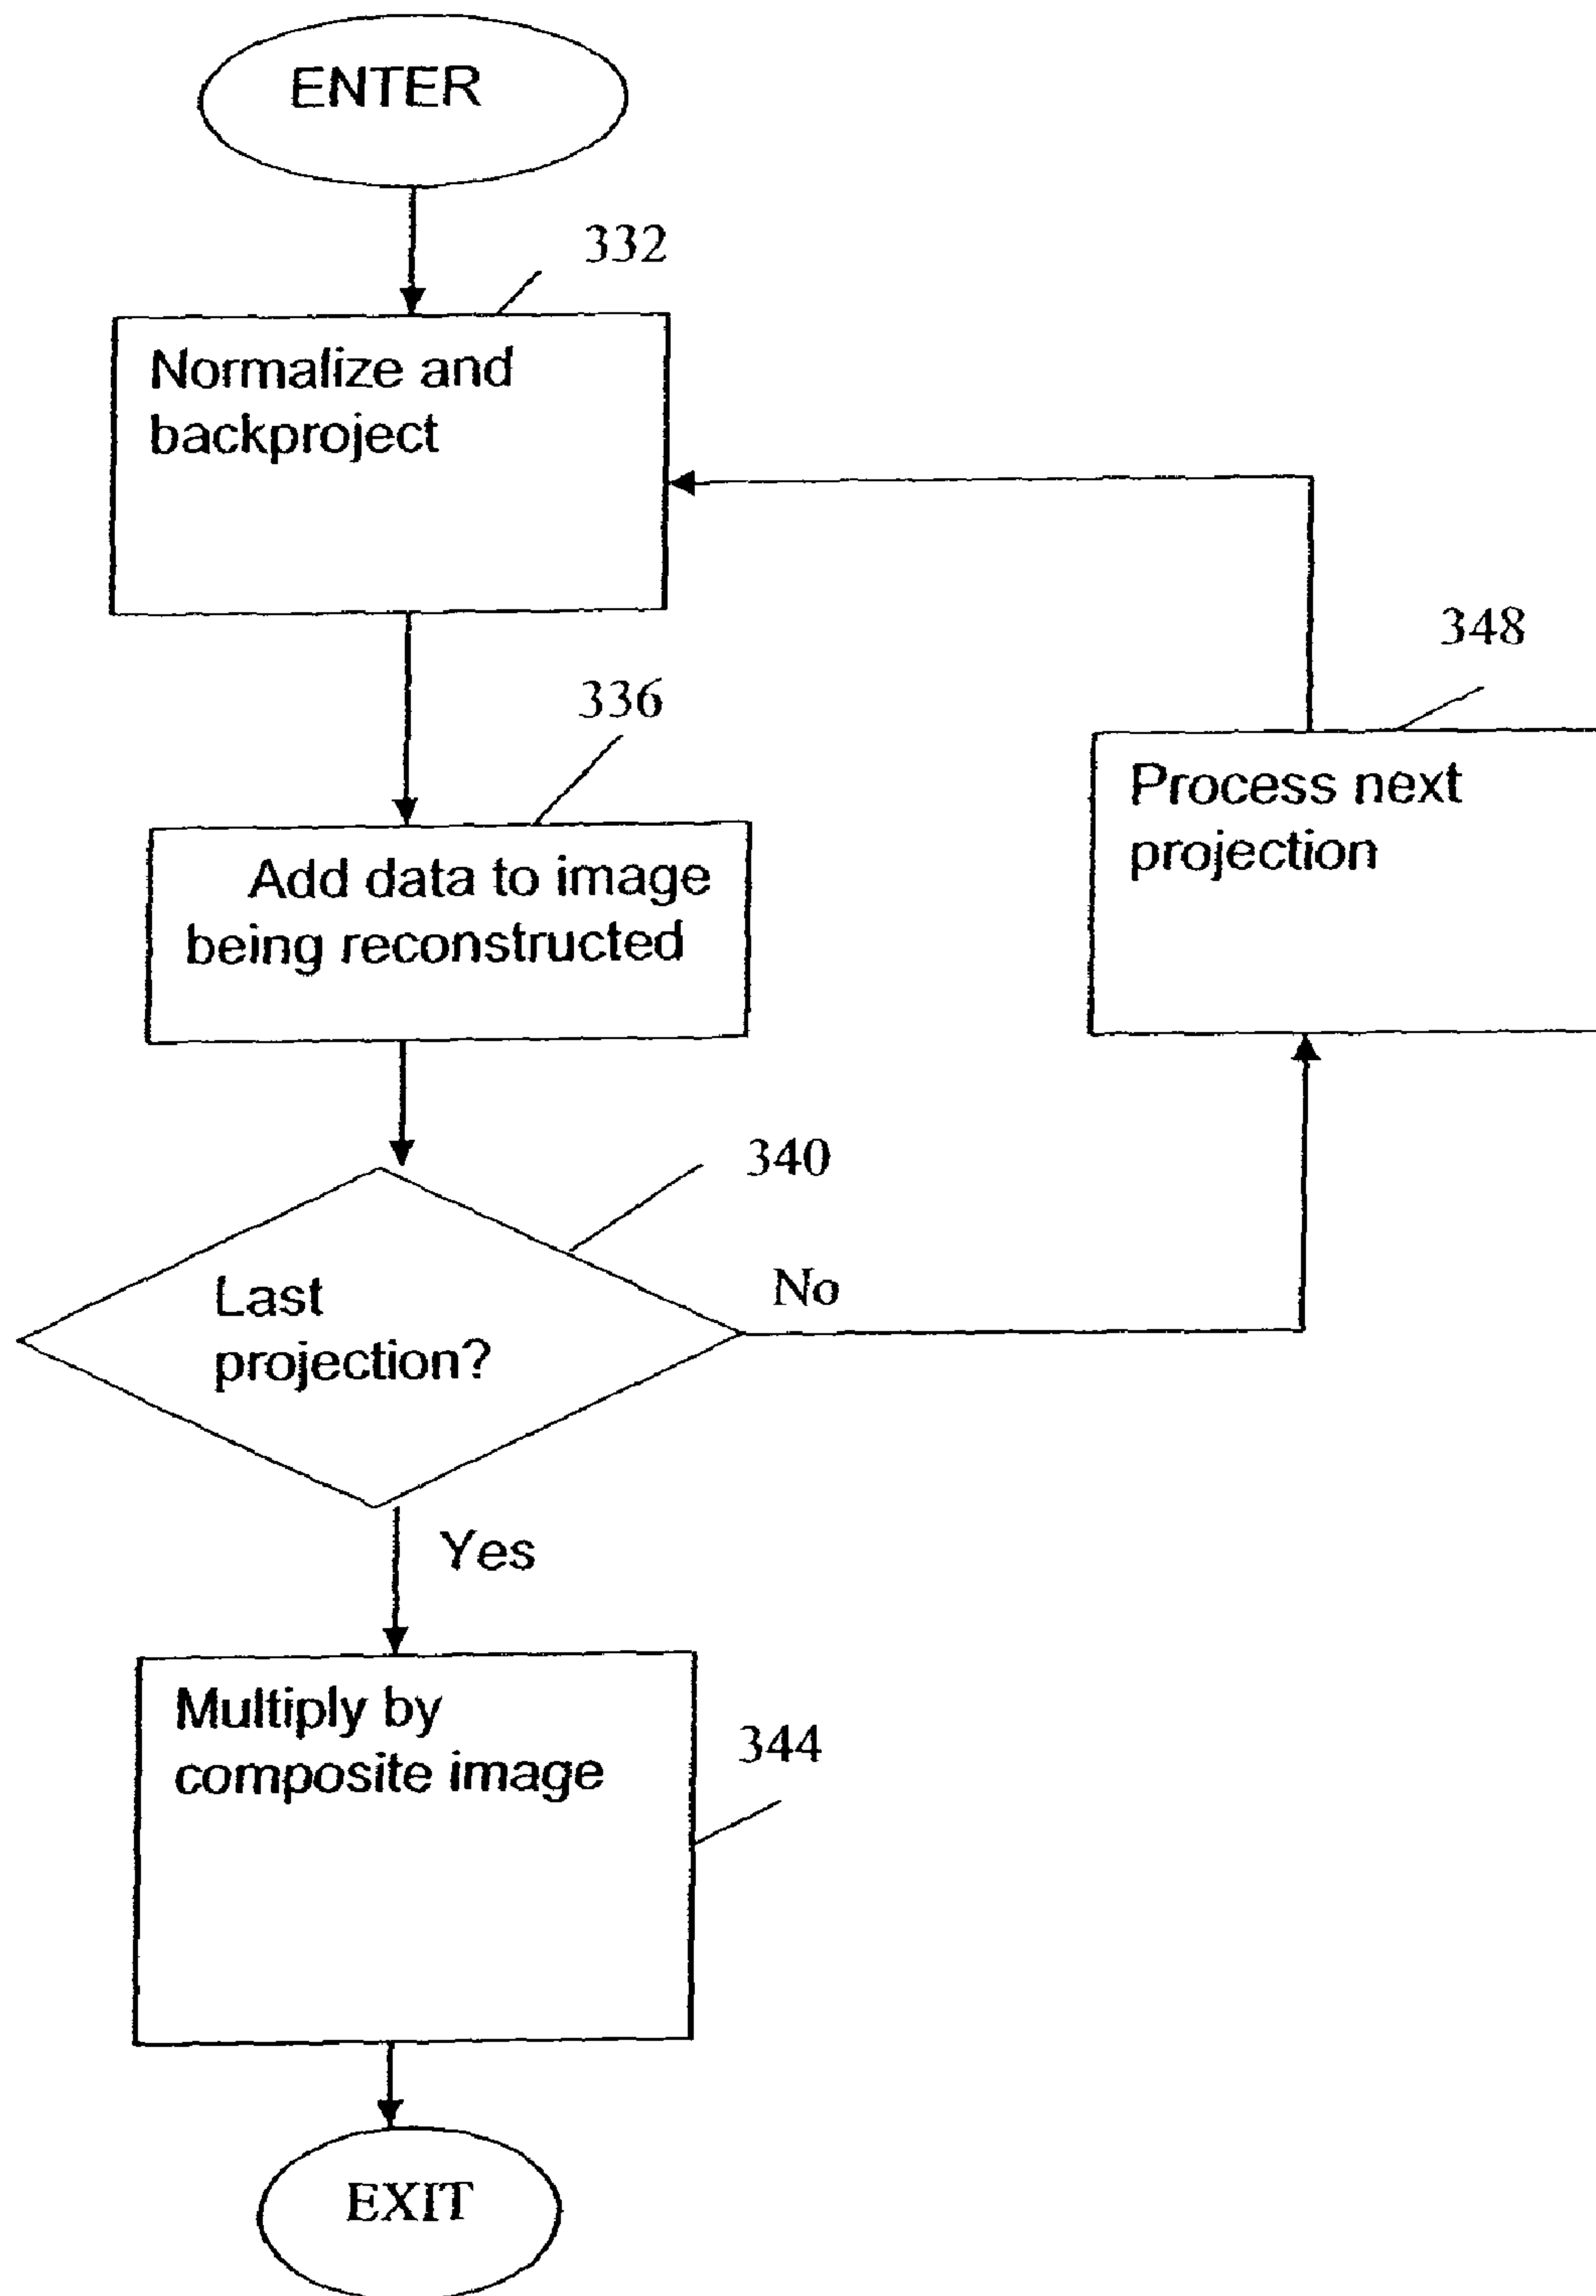 ENTER
332
Normalize and
backproject
348
336
Process next
projection
Add data to image
being reconstructed
340
No
Last
projection?
Yes
Multiply by
composite image
344
EXIT